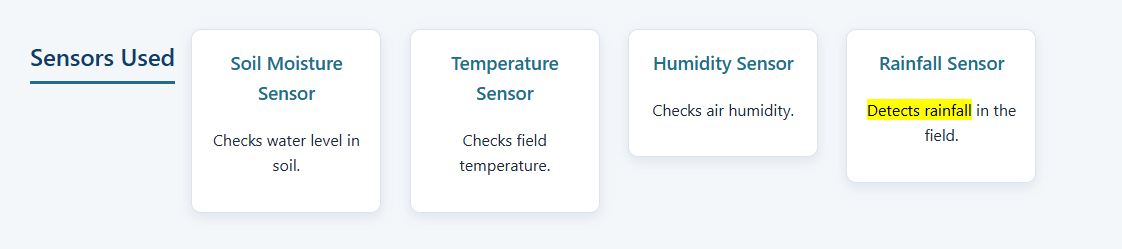 Sensors Used
Soil Moisture
Sensor
Checks water level in
soil.
Temperature
Sensor
Checks field
temperature.
Humidity Sensor
Checks air humidity.
Rainfall Sensor
Detects rainfall in the
field.